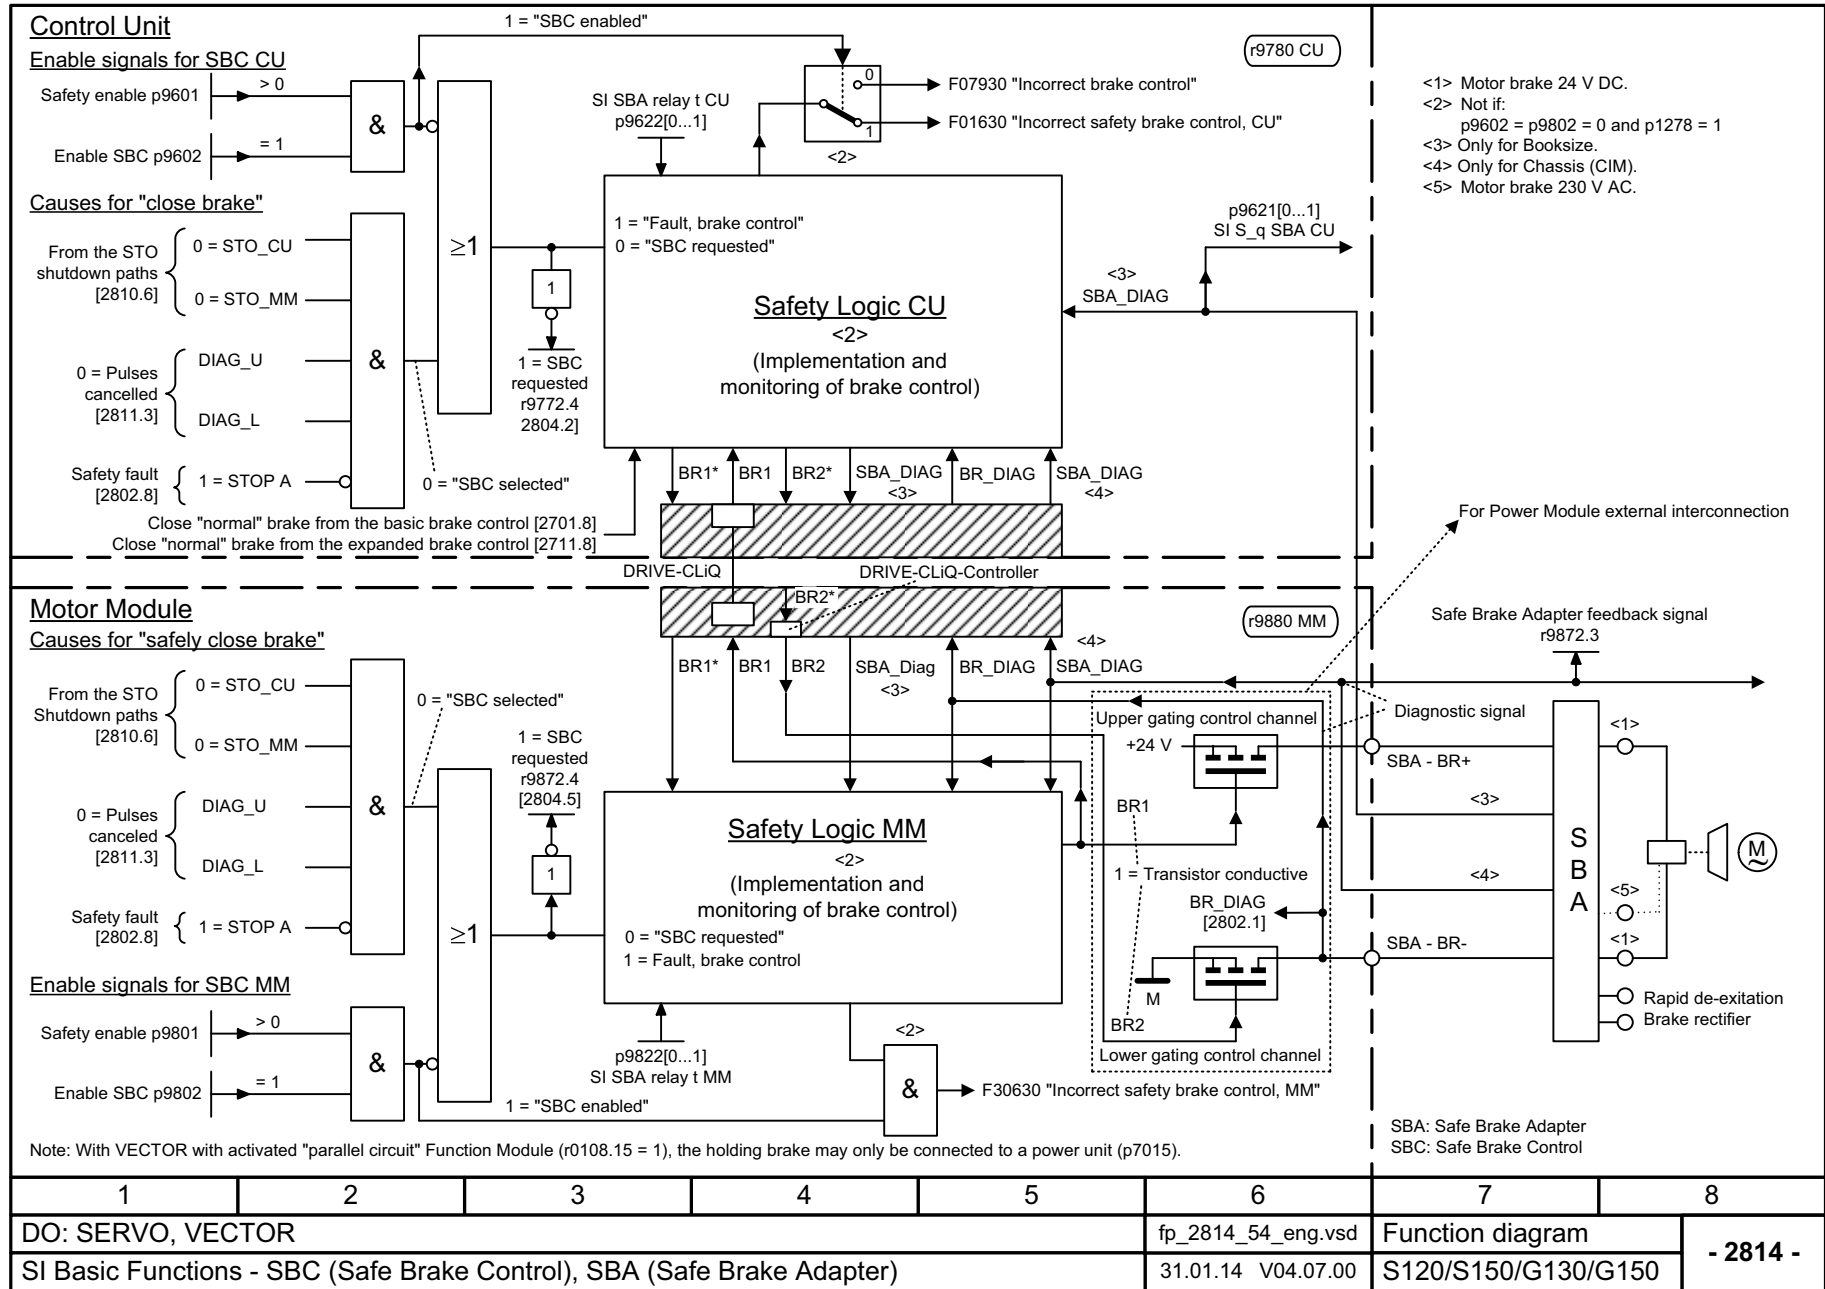 Control Unit
Enable signals for SBC CU
Safety enable p9601
> 0
Enable SBC p9602
= 1
&
1 = "SBC enabled"
Causes for "close brake"
From the STO
shutdown paths
[2810.6]
0 = STO_CU
0 = STO_MM
0 = Pulses
cancelled
[2811.3]
DIAG_U
DIAG_L
Safety fault
[2802.8]
1 = STOP A
&
≥1
0 = "SBC selected"
1
1 = SBC
requested
r9772.4
2804.2]
Close "normal" brake from the basic brake control [2701.8]
Close "normal" brake from the expanded brake control [2711.8]
SI SBA relay t CU
p9622[0...1]
0
1
<2>
F07930 "Incorrect brake control"
F01630 "Incorrect safety brake control, CU"
r9780 CU
1 = "Fault, brake control"
0 = "SBC requested"
Safety Logic CU
<2>
(Implementation and
monitoring of brake control)
p9621[0...1]
SI S_q SBA CU
<3>
SBA_DIAG
<1> Motor brake 24 V DC.
<2> Not if:
p9602 = p9802 = 0 and p1278 = 1
<3> Only for Booksize.
<4> Only for Chassis (CIM).
<5> Motor brake 230 V AC.
BR1*
BR1
BR2*
SBA_DIAG
<3>
BR_DIAG
SBA_DIAG
<4>
For Power Module external interconnection
DRIVE-CLiQ
DRIVE-CLiQ-Controller
BR2*
Motor Module
Causes for "safely close brake"
From the STO
Shutdown paths
[2810.6]
0 = STO_CU
0 = STO_MM
0 = Pulses
canceled
[2811.3]
DIAG_U
DIAG_L
Safety fault
[2802.8]
1 = STOP A
&
0 = "SBC selected"
≥1
1 = SBC
requested
r9872.4
[2804.5]
1
BR1*
BR1
BR2
SBA_Diag
<3>
BR_DIAG
<4>
SBA_DIAG
r9880 MM
Safe Brake Adapter feedback signal
r9872.3
Diagnostic signal
Upper gating control channel
+24 V
BR1
1 = Transistor conductive
BR_DIAG
[2802.1]
M
BR2
Lower gating control channel
SBA - BR+
<3>
<4>
SBA - BR-
S
B
A
<1>
<5>
<1>
M
~
Rapid de-exitation
Brake rectifier
Safety Logic MM
<2>
(Implementation and
monitoring of brake control)
0 = "SBC requested"
1 = Fault, brake control
Enable signals for SBC MM
Safety enable p9801
> 0
Enable SBC p9802
= 1
&
1 = "SBC enabled"
p9822[0...1]
SI SBA relay t MM
<2>
&
F30630 "Incorrect safety brake control, MM"
SBA: Safe Brake Adapter
SBC: Safe Brake Control
Note: With VECTOR with activated "parallel circuit" Function Module (r0108.15 = 1), the holding brake may only be connected to a power unit (p7015).
1 2 3 4 5 6 7 8
DO: SERVO, VECTOR
fp_2814_54_eng.vsd
Function diagram
- 2814 -
SI Basic Functions - SBC (Safe Brake Control), SBA (Safe Brake Adapter)
31.01.14 V04.07.00
S120/S150/G130/G150